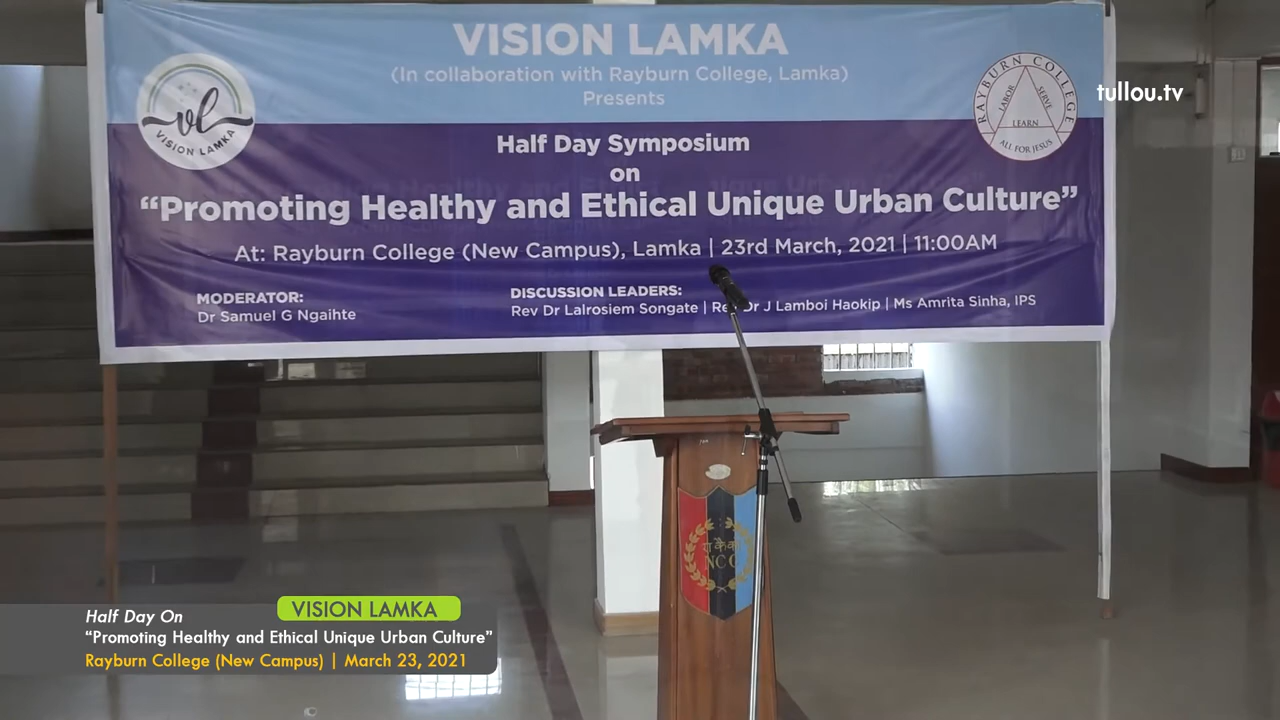 VISION LAMKA
(In collaboration with Rayburn College, Lamka)
Presents
Half Day Symposium
on
“Promoting Healthy and Ethical Unique Urban Culture”
At: Rayburn College (New Campus), Lamka | 23rd March, 2021 | 11:00AM
MODERATOR:
Dr Samuel G Ngaihte
DISCUSSION LEADERS:
Rev Dr Lalrosiem Songate | Dr J Lamboi Haokip | Ms Amrita Sinha, IPS
vl
VISION LAMKA
RAYBURN COLLEGE
LABOR
SERVE
LEARN
ALL FOR JESUS
tullou.tv
NCC
Half Day On
VISION LAMKA
“Promoting Healthy and Ethical Unique Urban Culture”
Rayburn College (New Campus) | March 23, 2021